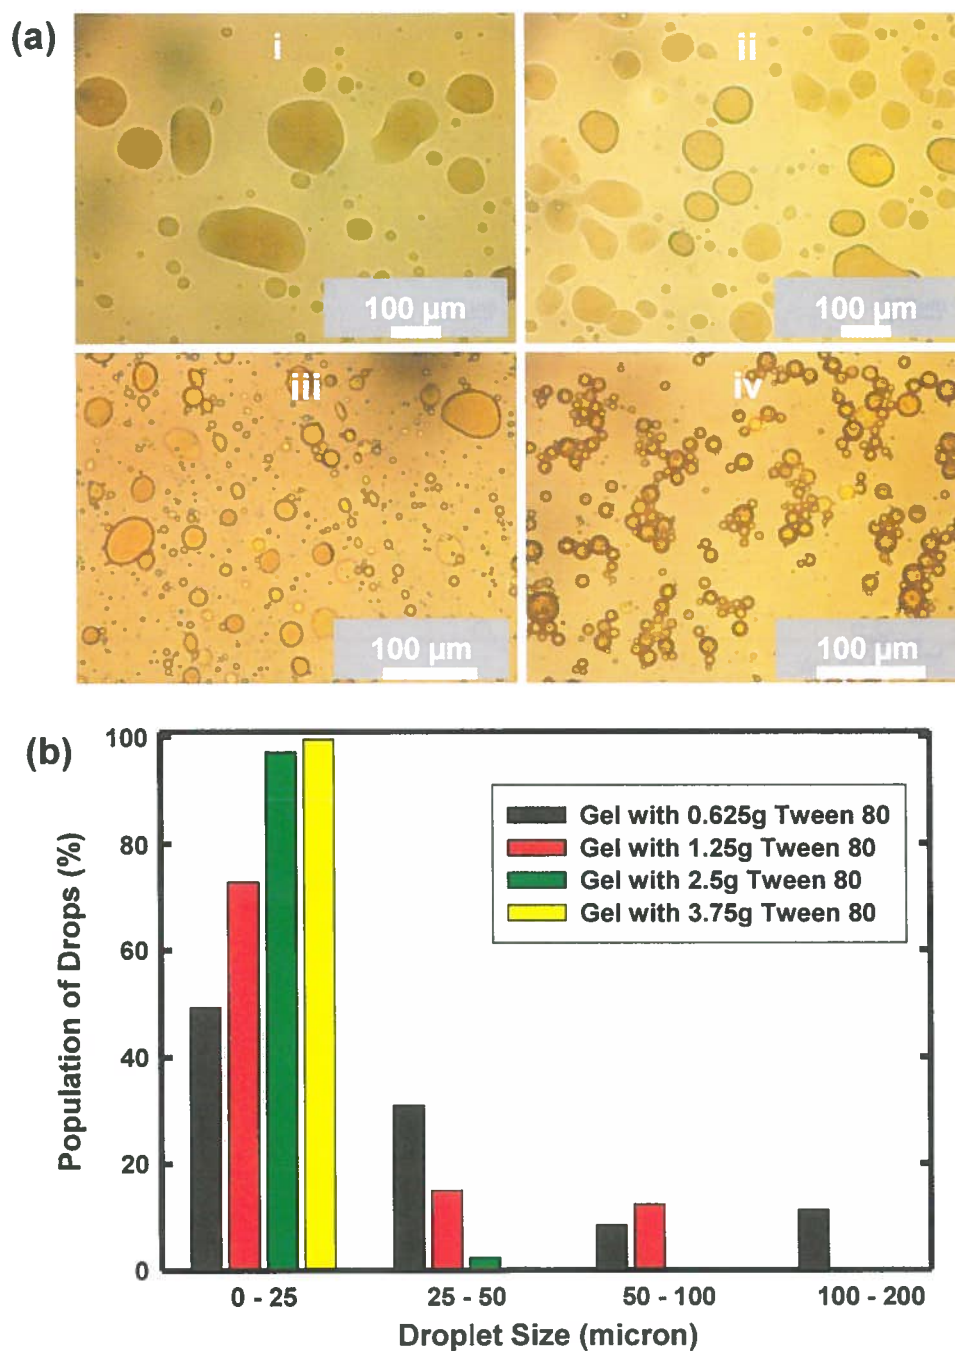 (a)
i
ii
100 µm
100 µm
iii
iv
100 µm
100 µm
(b)
100
80
60
40
20
0
Population of Drops (%)
Gel with 0.625g Tween 80
Gel with 1.25g Tween 80
Gel with 2.5g Tween 80
Gel with 3.75g Tween 80
0 - 25
25 - 50
50 - 100
100 - 200
Droplet Size (micron)